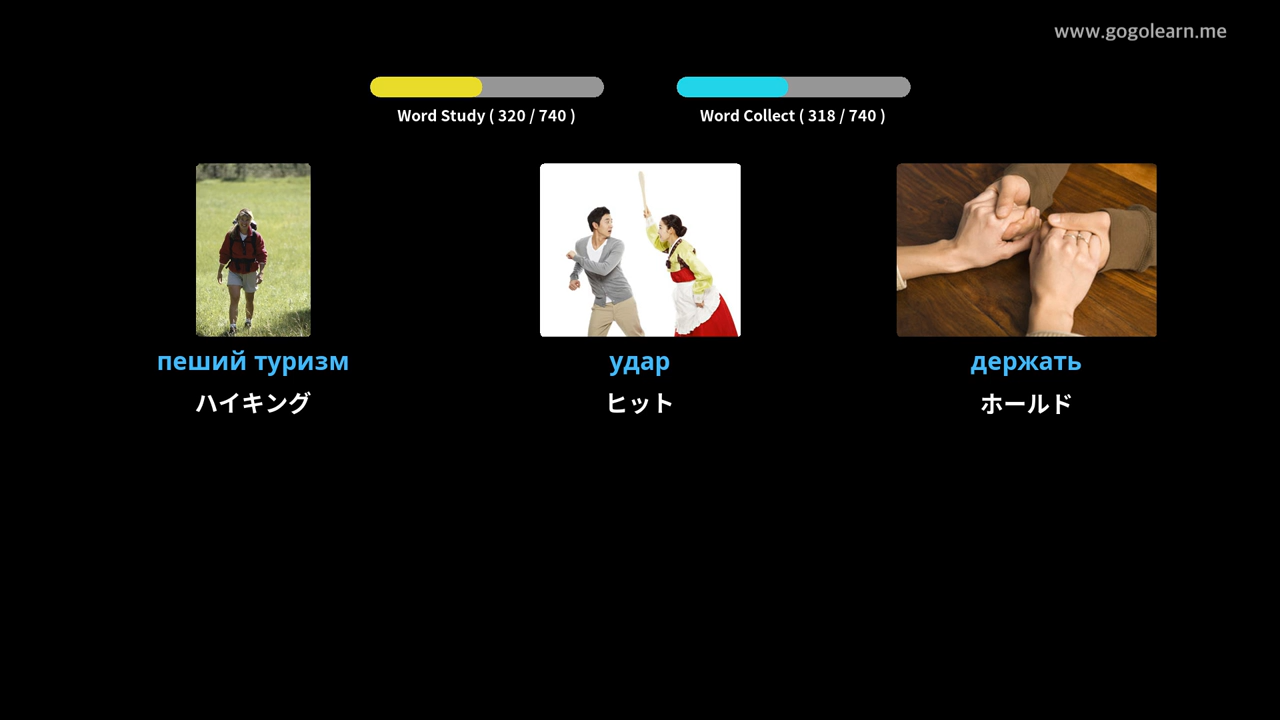 www.gogolearn.me
Word Study ( 320 / 740 )
Word Collect ( 318 / 740 )
пеший туризм
удар
держать
ハイキング
ヒット
ホールド